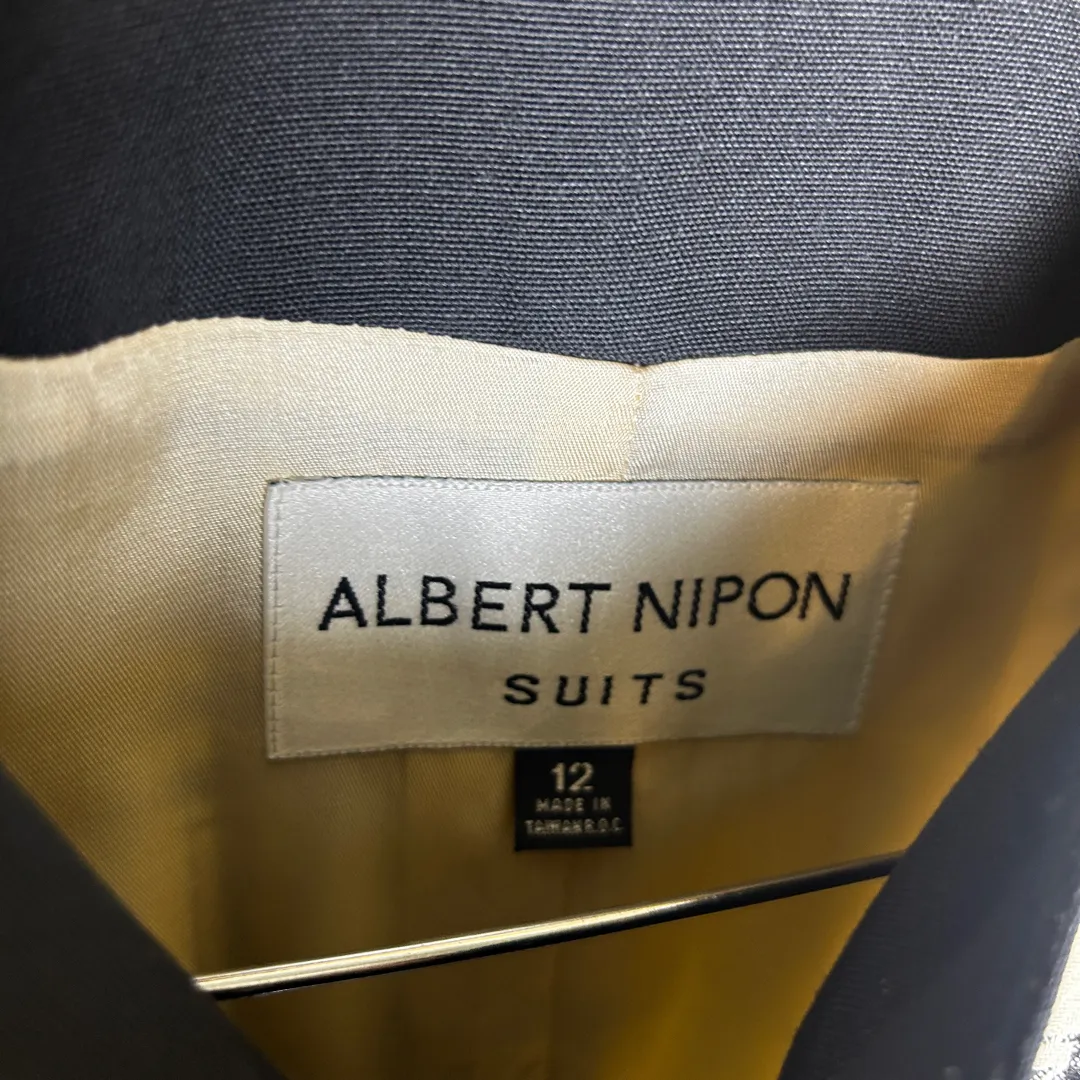 ALBERT NIPON
SUITS
12
MADE IN
TAIWAN R.O.C